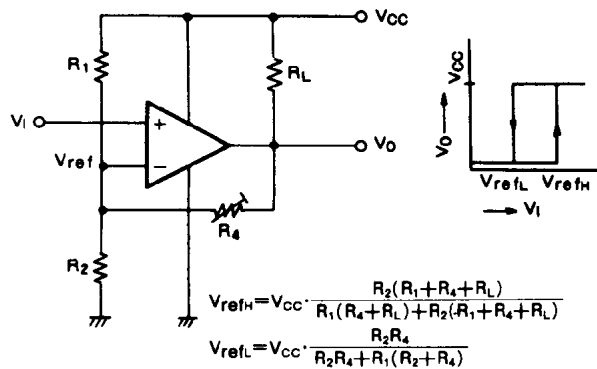 VCC
R1
RL
VI
+
Vref
−
VO
R4
R2
VCC
VO
VrefL VrefH
VI
VrefH=VCC· R2(R1+R4+RL) / R1(R4+RL)+R2(R1+R4+RL)
VrefL=VCC· R2R4 / R2R4+R1(R2+R4)